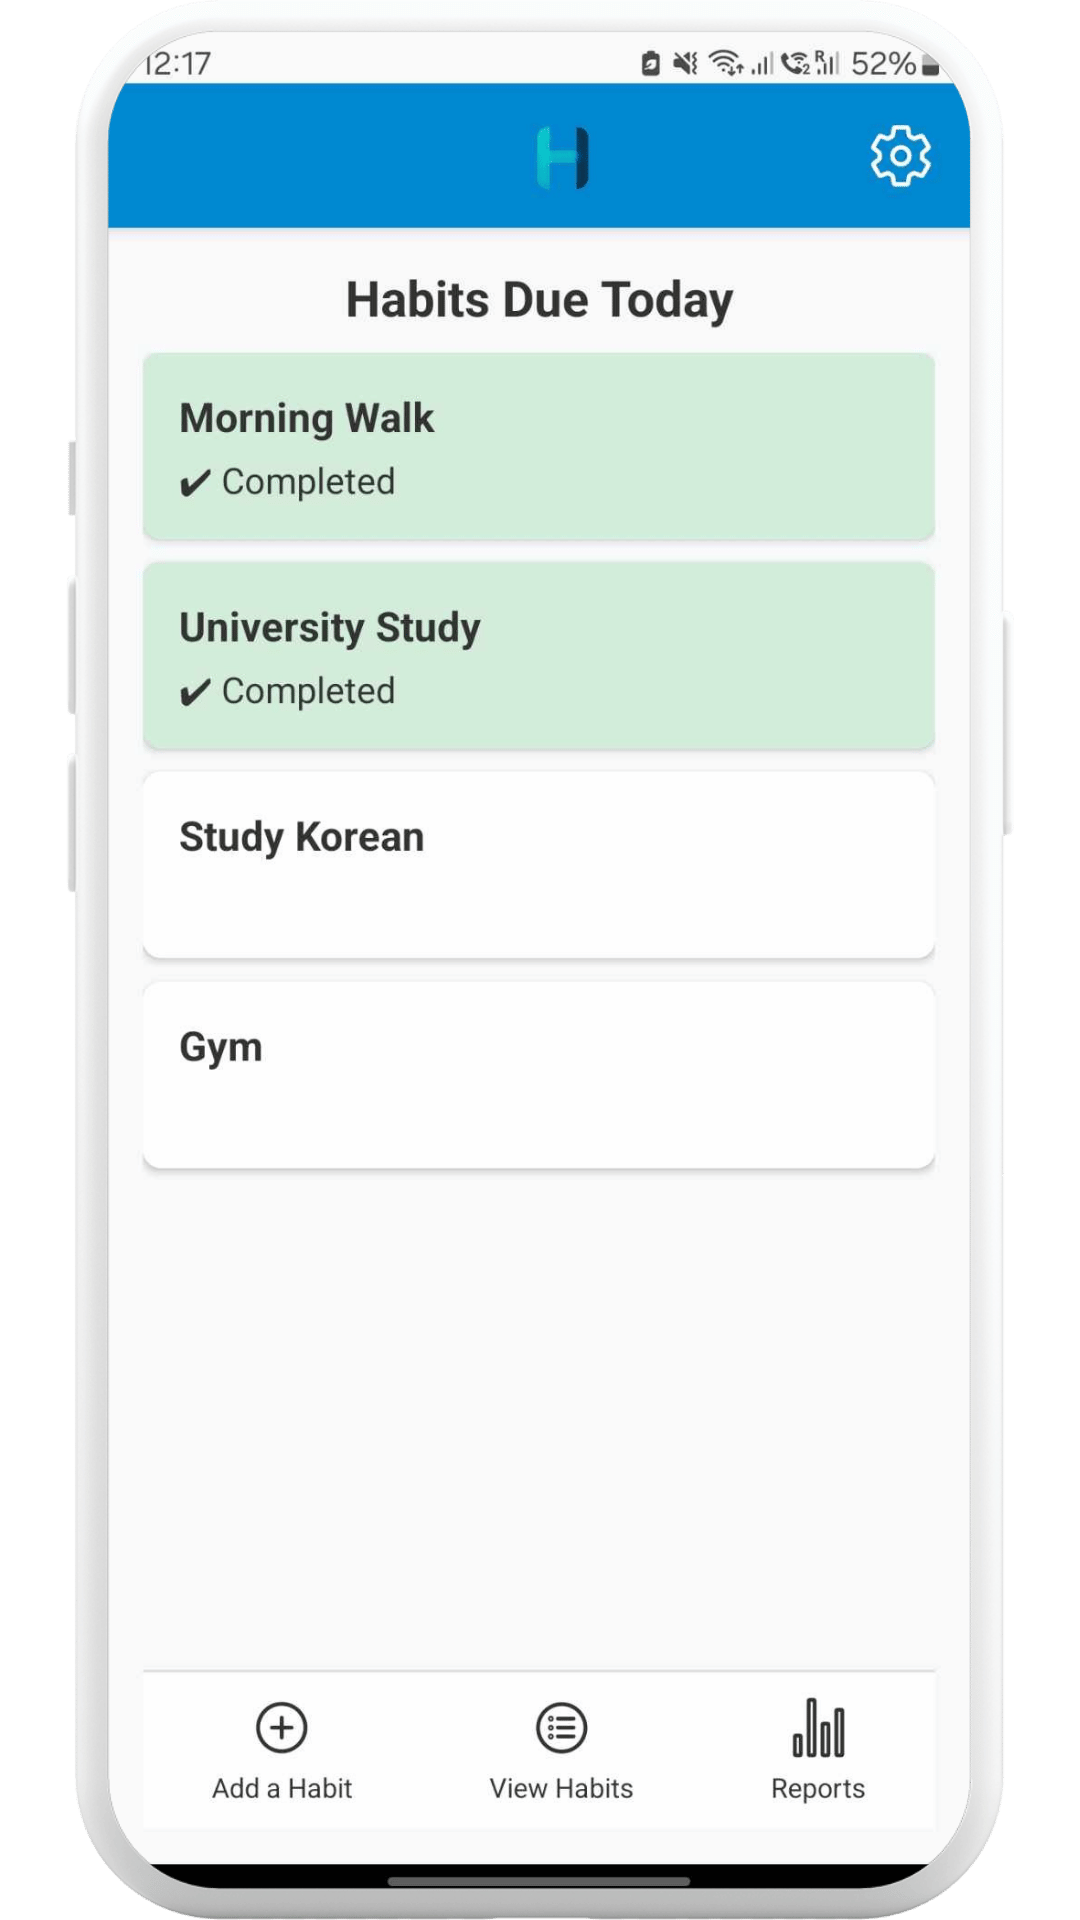 12:17 R 2 52%
H
Habits Due Today
Morning Walk
✔ Completed
University Study
✔ Completed
Study Korean
Gym
Add a Habit View Habits Reports